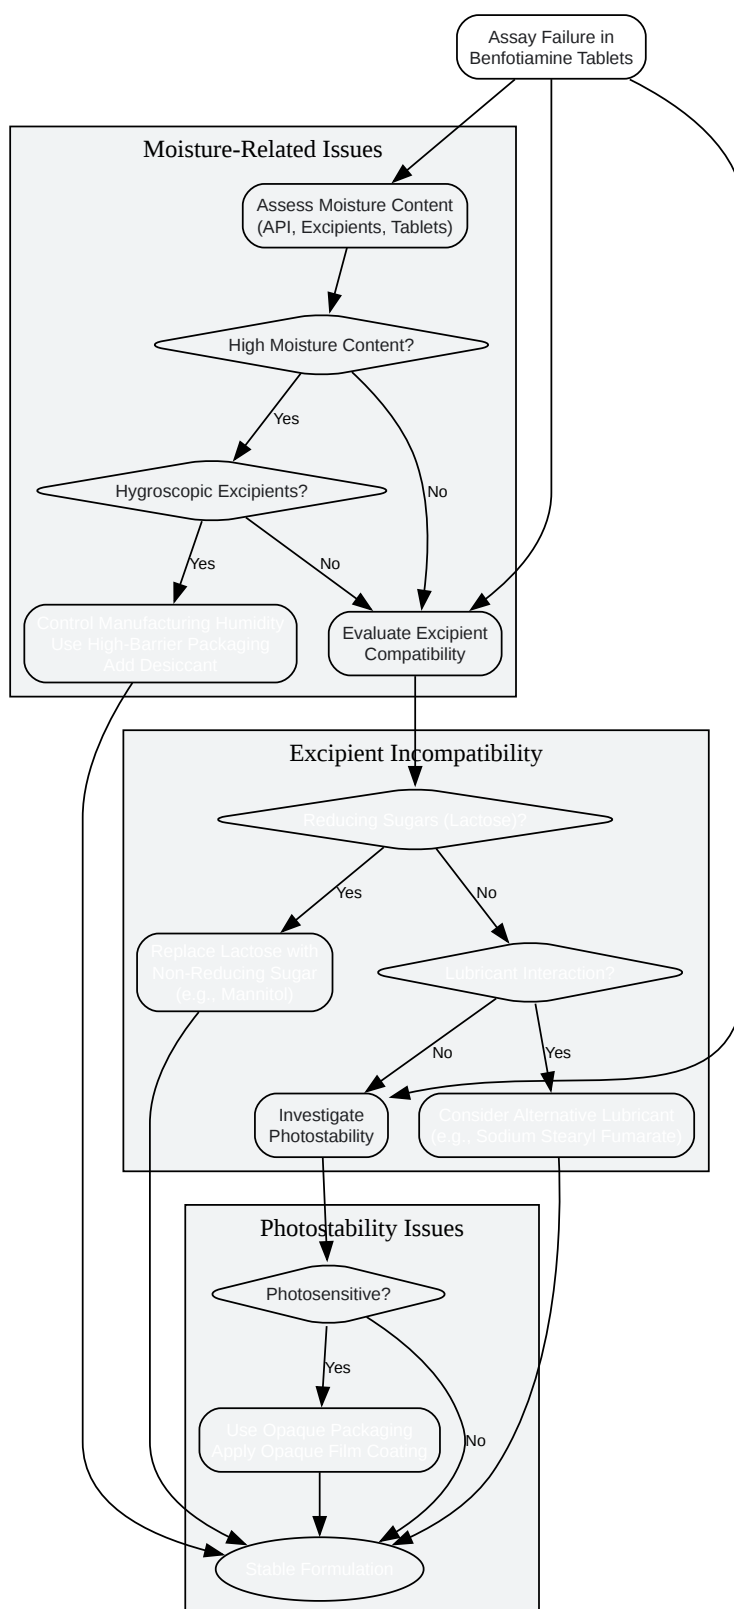 Assay Failure in
Benfotiamine Tablets
Moisture-Related Issues
Assess Moisture Content
(API, Excipients, Tablets)
High Moisture Content?
Yes
No
Hygroscopic Excipients?
Yes
No
Control Manufacturing Humidity
Use High-Barrier Packaging
Add Desiccant
Evaluate Excipient
Compatibility
Excipient Incompatibility
Reducing Sugars (Lactose)?
Yes
No
Replace Lactose with
Non-Reducing Sugar
(e.g., Mannitol)
Lubricant Interaction?
No
Yes
Investigate
Photostability
Consider Alternative Lubricant
(e.g., Sodium Stearyl Fumarate)
Photostability Issues
Photosensitive?
Yes
No
Use Opaque Packaging
Apply Opaque Film Coating
Stable Formulation